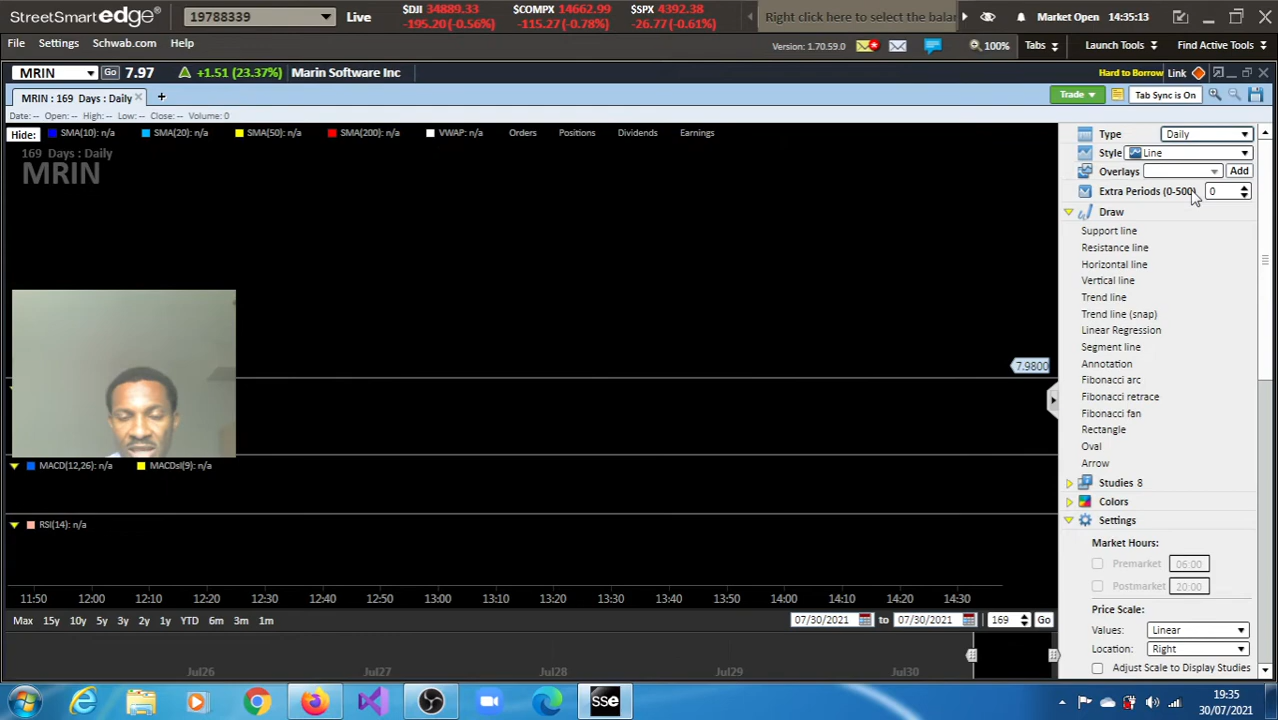 StreetSmart edge® 19788339 Live $DJI 34889.33 $COMPX 14662.99 $SPX 4392.38 Right click here to select the balan Market Open 14:35:13
-195.20 (-0.56%) -115.27 (-0.78%) -26.77 (-0.61%)
File Settings Schwab.com Help Version: 1.70.59.0 100% Tabs Launch Tools Find Active Tools
MRIN Go 7.97 +1.51 (23.37%) Marin Software Inc Hard to Borrow Link
MRIN : 169 Days : Daily + Trade Tab Sync is On
Date: -- Open: -- High: -- Low: -- Close: -- Volume: 0
Hide: SMA(10): n/a SMA(20): n/a SMA(50): n/a SMA(200): n/a VWAP: n/a Orders Positions Dividends Earnings
169 Days : Daily
MRIN
7.9800
MACD(12,26): n/a MACDsl(9): n/a
RSI(14): n/a
11:50 12:00 12:10 12:20 12:30 12:40 12:50 13:00 13:10 13:20 13:30 13:40 13:50 14:00 14:10 14:20 14:30
Max 15y 10y 5y 3y 2y 1y YTD 6m 3m 1m 07/30/2021 to 07/30/2021 169 Go
Jul26 Jul27 Jul28 Jul29 Jul30
Type Daily
Style Line
Overlays Add
Extra Periods (0-500) 0
Draw
Support line
Resistance line
Horizontal line
Vertical line
Trend line
Trend line (snap)
Linear Regression
Segment line
Annotation
Fibonacci arc
Fibonacci retrace
Fibonacci fan
Rectangle
Oval
Arrow
Studies 8
Colors
Settings
Market Hours:
Premarket 06:00
Postmarket 20:00
Price Scale:
Values: Linear
Location: Right
Adjust Scale to Display Studies
SSE
19:35
30/07/2021